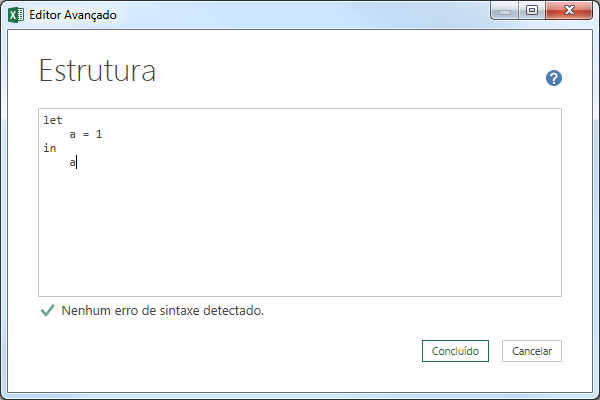 Editor Avançado
Estrutura
let
    a = 1
in
    a
Nenhum erro de sintaxe detectado.
Concluído
Cancelar